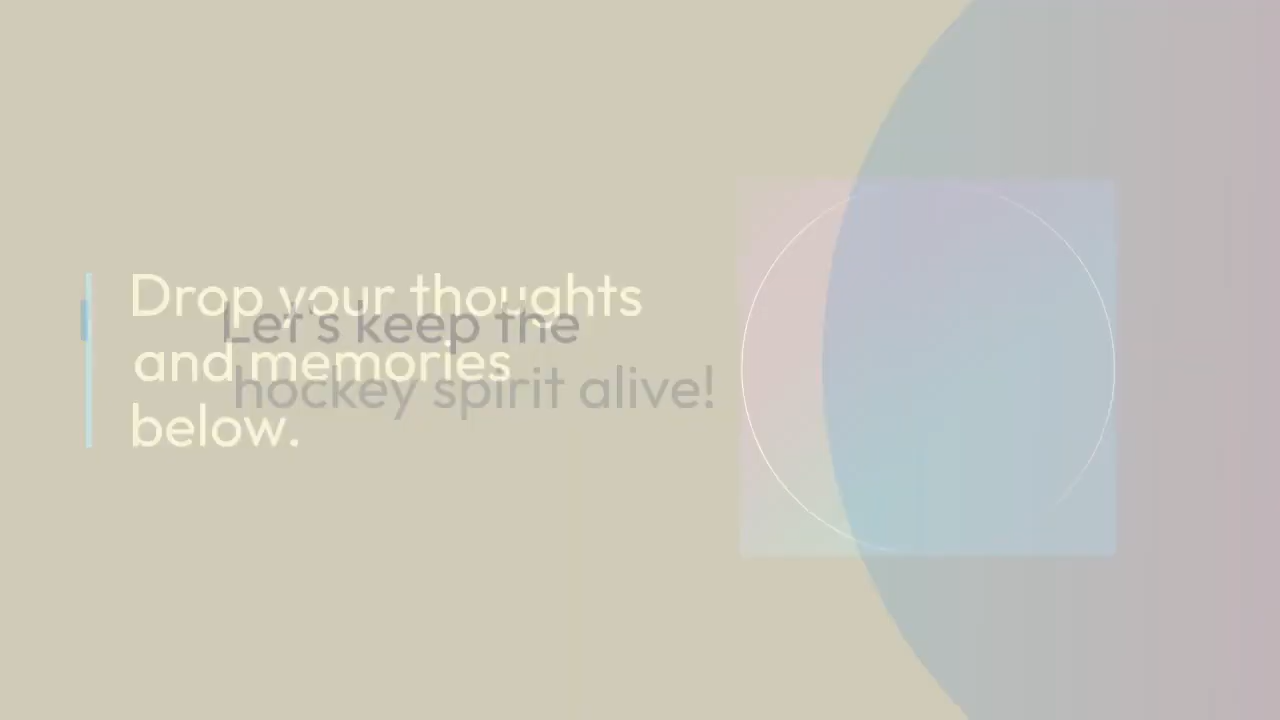 Drop your thoughts
and memories
below.
Let's keep the
hockey spirit alive!